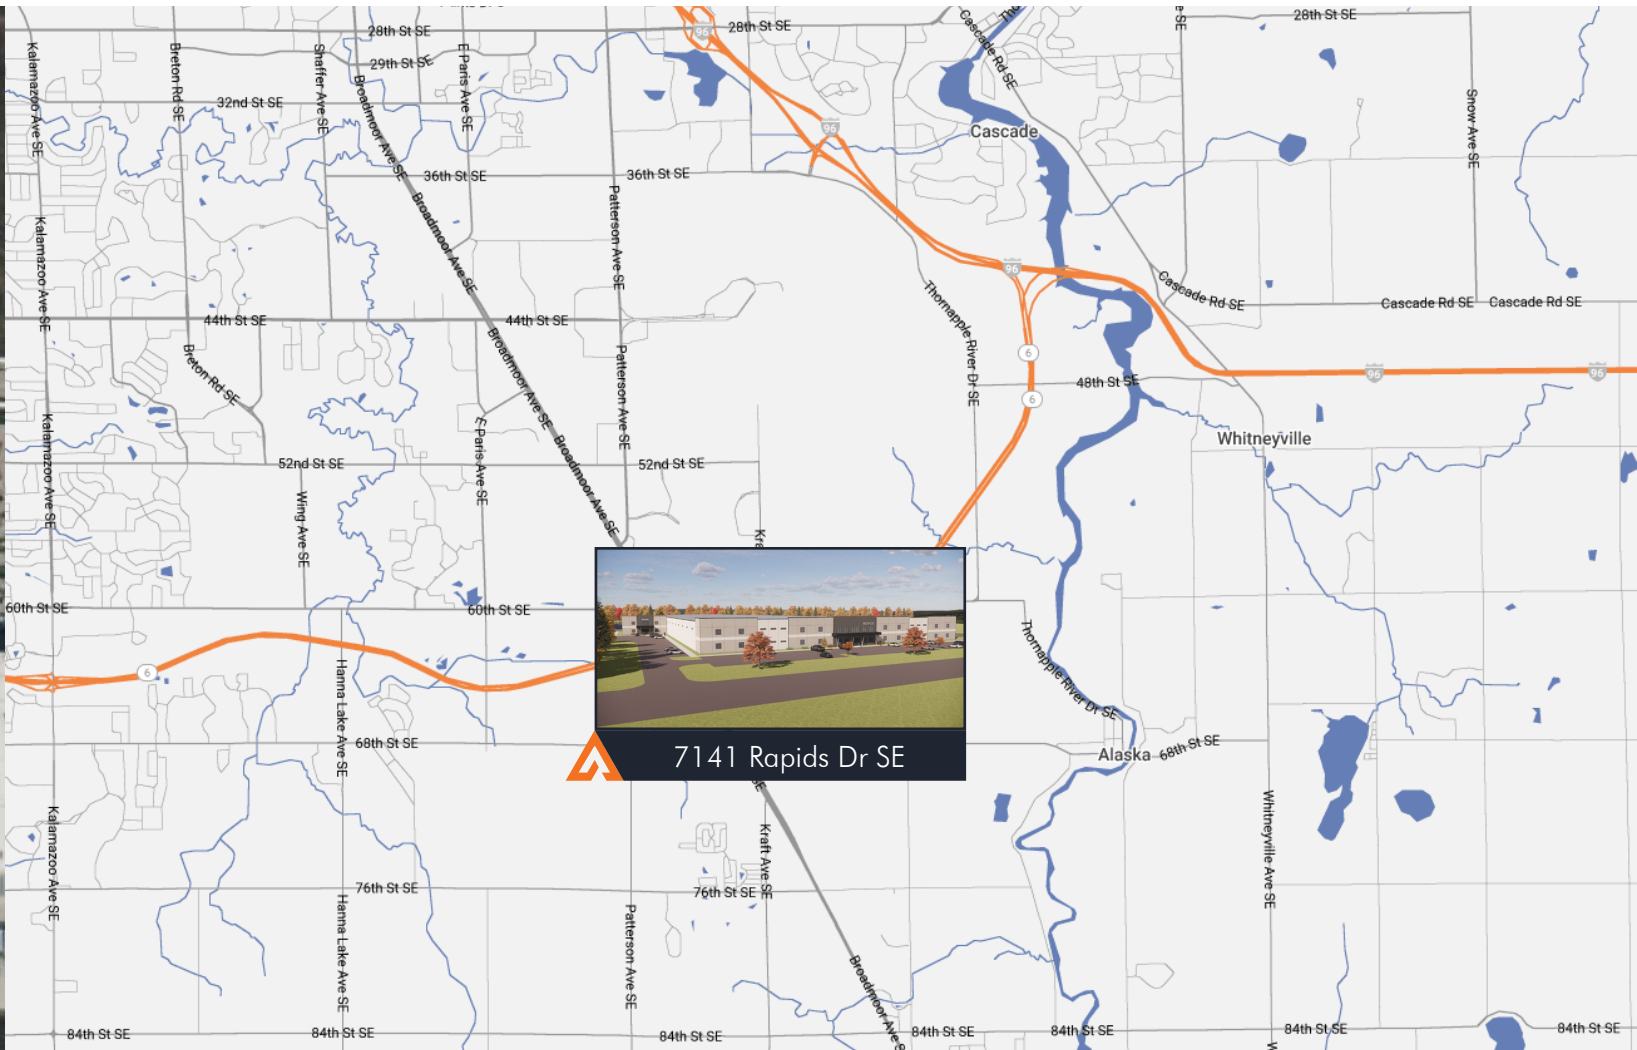 28th St SE
28th St SE
28th St SE
96
29th St SE
Kalamazoo Ave SE
Breton Rd SE
Shaffer Ave SE
E Paris Ave SE
Broadmoor Ave SE
Cascade Rd SE
Snow Ave SE
32nd St SE
96
Cascade
36th St SE
36th St SE
Broadmoor Ave SE
Patterson Ave SE
Kalamazoo Ave SE
96
Cascade Rd SE
Cascade Rd SE
Cascade Rd SE
Thornapple River Dr SE
44th St SE
44th St SE
Broadmoor Ave SE
Patterson Ave SE
Breton Rd SE
6
96
96
48th St SE
6
Kalamazoo Ave SE
E Paris Ave SE
Broadmoor Ave SE
Whitneyville
52nd St SE
52nd St SE
Wing Ave SE
60th St SE
60th St SE
Thornapple River Dr SE
6
Hanna Lake Ave SE
68th St SE
7141 Rapids Dr SE
Alaska
68th St SE
Kalamazoo Ave SE
Kraft Ave SE
Whitneyville Ave SE
76th St SE
76th St SE
Hanna Lake Ave SE
Patterson Ave SE
Broadmoor Ave S
84th St SE
84th St SE
84th St SE
84th St SE
84th St SE
84th St SE
84th St SE